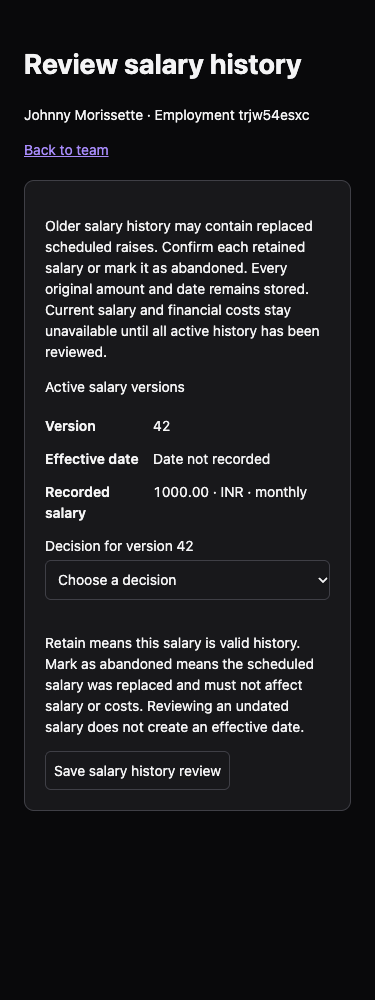 Review salary history
Johnny Morissette · Employment trjw54esxc
Back to team
Older salary history may contain replaced
scheduled raises. Confirm each retained
salary or mark it as abandoned. Every
original amount and date remains stored.
Current salary and financial costs stay
unavailable until all active history has been
reviewed.
Active salary versions
Version 42
Effective date Date not recorded
Recorded salary 1000.00 · INR · monthly
Decision for version 42
Choose a decision
Retain means this salary is valid history.
Mark as abandoned means the scheduled
salary was replaced and must not affect
salary or costs. Reviewing an undated
salary does not create an effective date.
Save salary history review